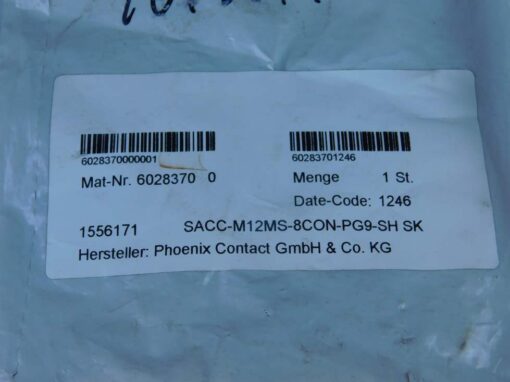 6028370000001 60283701246
Mat-Nr. 6028370 0 Menge 1 St.
Date-Code: 1246
1556171 SACC-M12MS-8CON-PG9-SH SK
Hersteller: Phoenix Contact GmbH & Co. KG